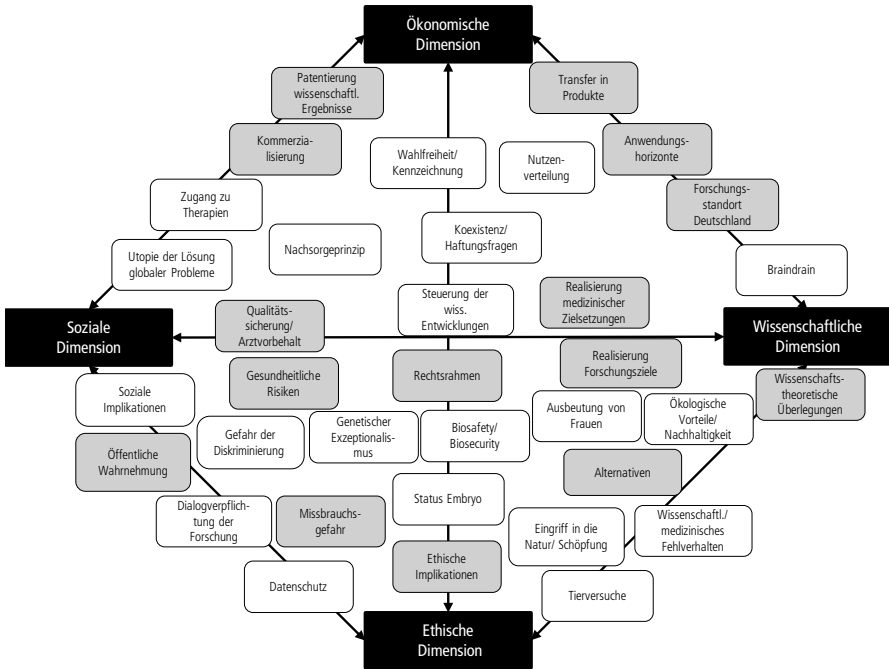 Ökonomische
Dimension
Patentierung
wissenschaftl.
Ergebnisse
Transfer in
Produkte
Kommerzia-
lisierung
Wahlfreiheit/
Kennzeichnung
Nutzen-
verteilung
Anwendungs-
horizonte
Zugang zu
Therapien
Forschungs-
standort
Deutschland
Utopie der Lösung
globaler Probleme
Nachsorgeprinzip
Koexistenz/
Haftungsfragen
Braindrain
Steuerung der
wiss.
Entwicklungen
Realisierung
medizinischer
Zielsetzungen
Soziale
Dimension
Qualitäts-
sicherung/
Arztvorbehalt
Wissenschaftliche
Dimension
Soziale
Implikationen
Gesundheitliche
Risiken
Rechtsrahmen
Realisierung
Forschungsziele
Wissenschafts-
theoretische
Überlegungen
Öffentliche
Wahrnehmung
Gefahr der
Diskriminierung
Genetischer
Exzeptionalis-
mus
Biosafety/
Biosecurity
Ausbeutung von
Frauen
Ökologische
Vorteile/
Nachhaltigkeit
Alternativen
Dialogverpflich-
tung der
Forschung
Missbrauchs-
gefahr
Status Embryo
Eingriff in die
Natur/ Schöpfung
Wissenschaftl./
medizinisches
Fehlverhalten
Datenschutz
Ethische
Implikationen
Tierversuche
Ethische
Dimension